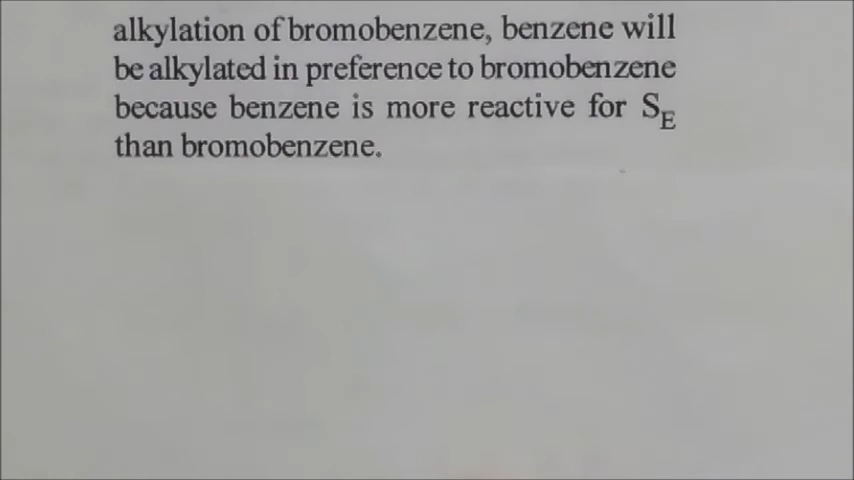 alkylation of bromobenzene, benzene will
be alkylated in preference to bromobenzene
because benzene is more reactive for S_E
than bromobenzene.